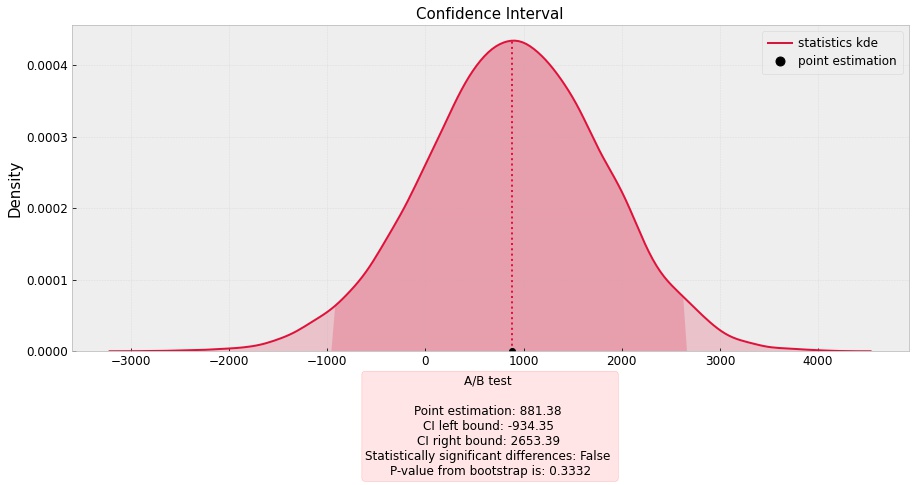 Confidence Interval
statistics kde
point estimation
Density
0.0004
0.0003
0.0002
0.0001
0.0000
−3000 −2000 −1000 0 1000 2000 3000 4000
A/B test
Point estimation: 881.38
CI left bound: -934.35
CI right bound: 2653.39
Statistically significant differences: False
P-value from bootstrap is: 0.3332